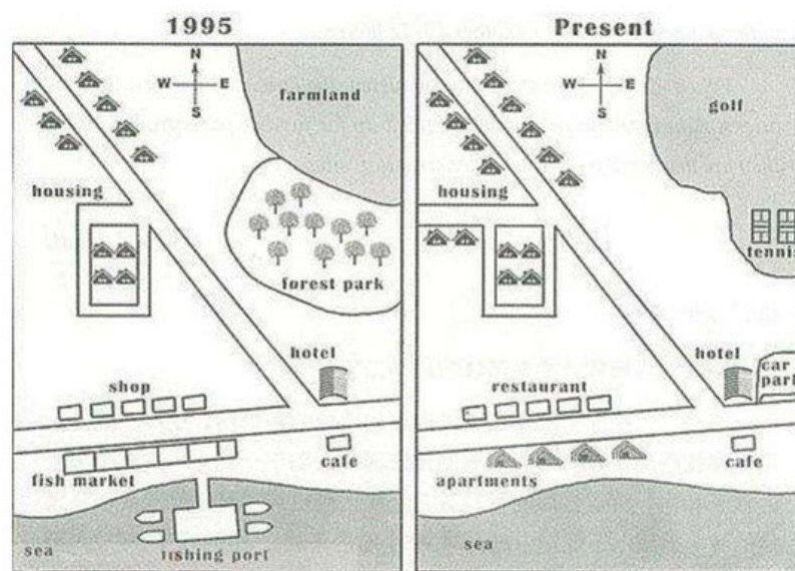 1995
N
W E
S
farmland
housing
forest park
hotel
shop
fish market
cafe
sea
fishing port
Present
N
W E
S
golf
housing
tennis
hotel
car
park
restaurant
apartments
cafe
sea